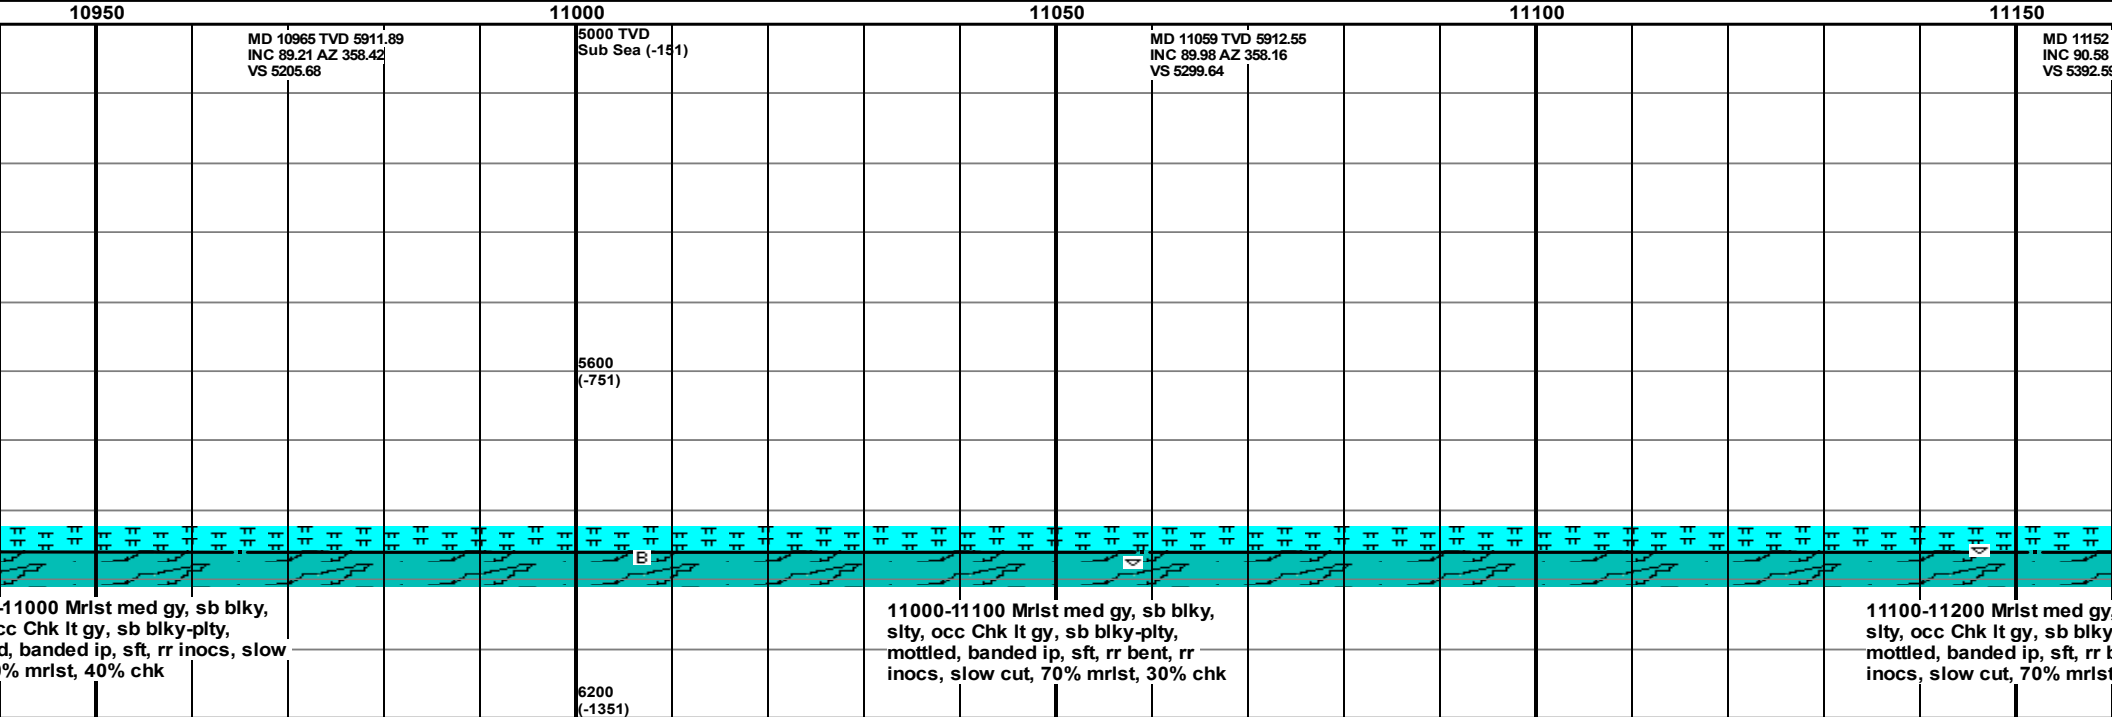 10950 11000 11050 11100 11150
MD 10965 TVD 5911.89
INC 89.21 AZ 358.42
VS 5205.68
5000 TVD
Sub Sea (-151)
MD 11059 TVD 5912.55
INC 89.98 AZ 358.16
VS 5299.64
MD 11152
INC 90.58
VS 5392.59
5600
(-751)
B
-11000 Mrlst med gy, sb blky,
cc Chk lt gy, sb blky-plty,
d, banded ip, sft, rr inocs, slow
% mrlst, 40% chk
11000-11100 Mrlst med gy, sb blky,
slty, occ Chk lt gy, sb blky-plty,
mottled, banded ip, sft, rr bent, rr
inocs, slow cut, 70% mrlst, 30% chk
11100-11200 Mrlst med gy,
slty, occ Chk lt gy, sb blky
mottled, banded ip, sft, rr b
inocs, slow cut, 70% mrlst
6200
(-1351)